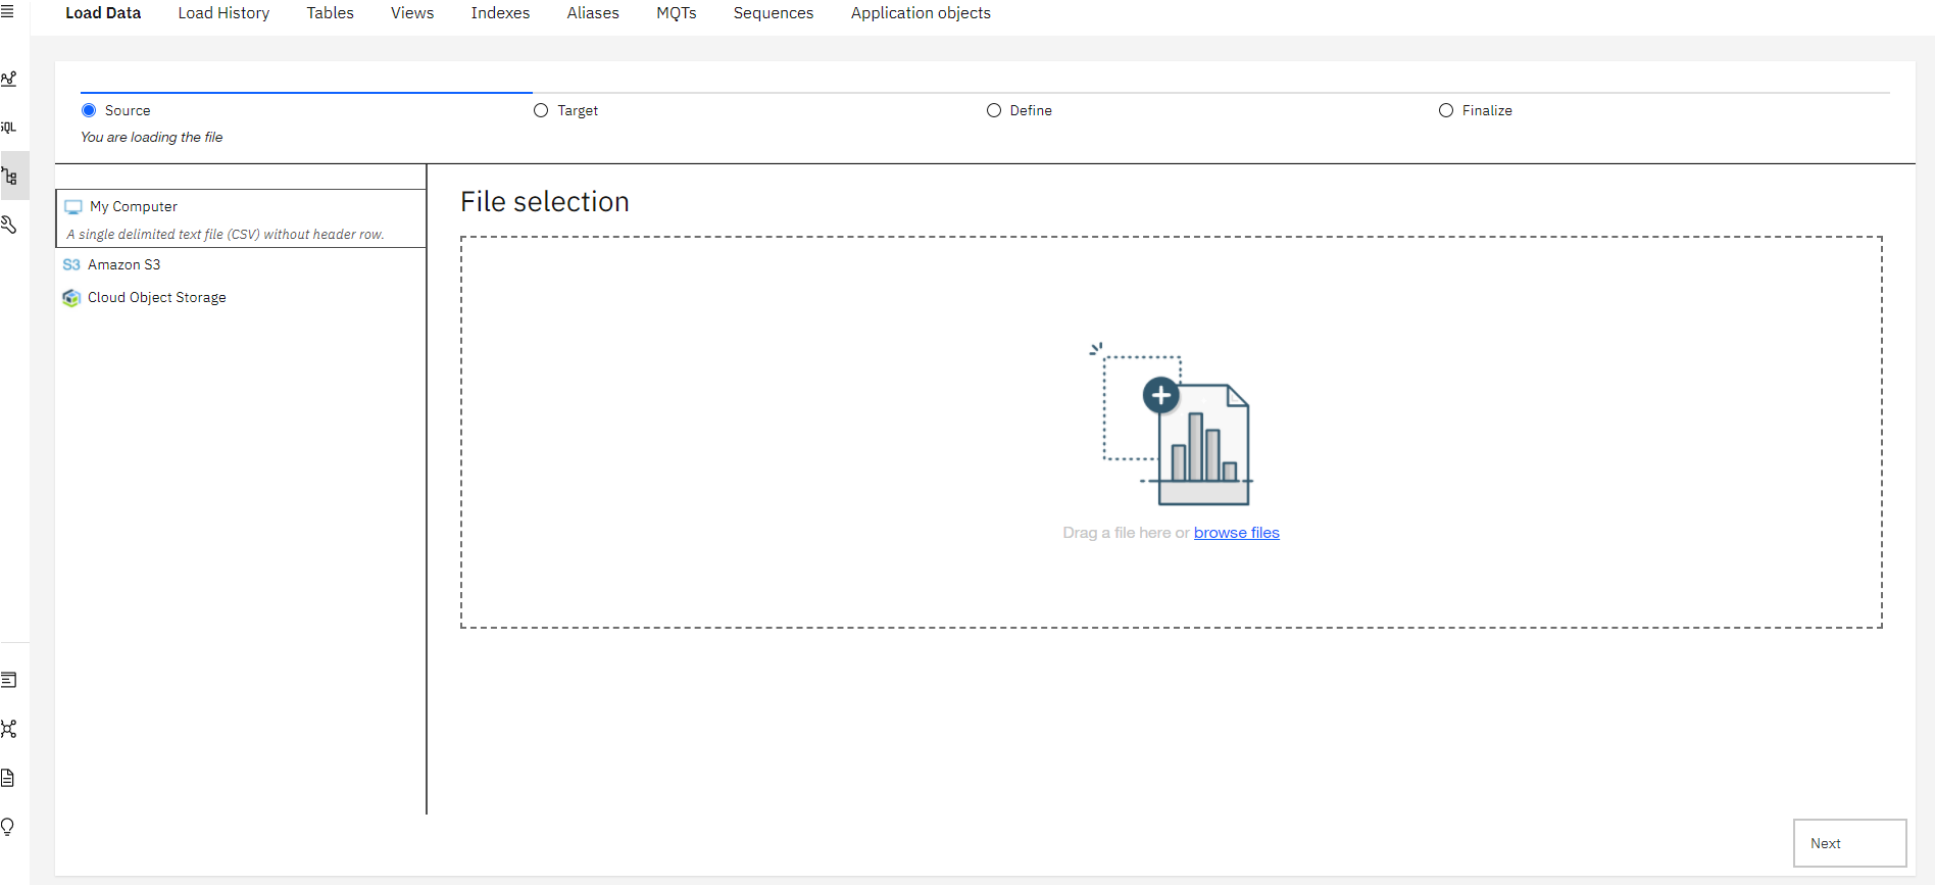 Load Data Load History Tables Views Indexes Aliases MQTs Sequences Application objects
Source Target Define Finalize
You are loading the file
SQL
My Computer
A single delimited text file (CSV) without header row.
S3 Amazon S3
Cloud Object Storage
File selection
Drag a file here or browse files
Next